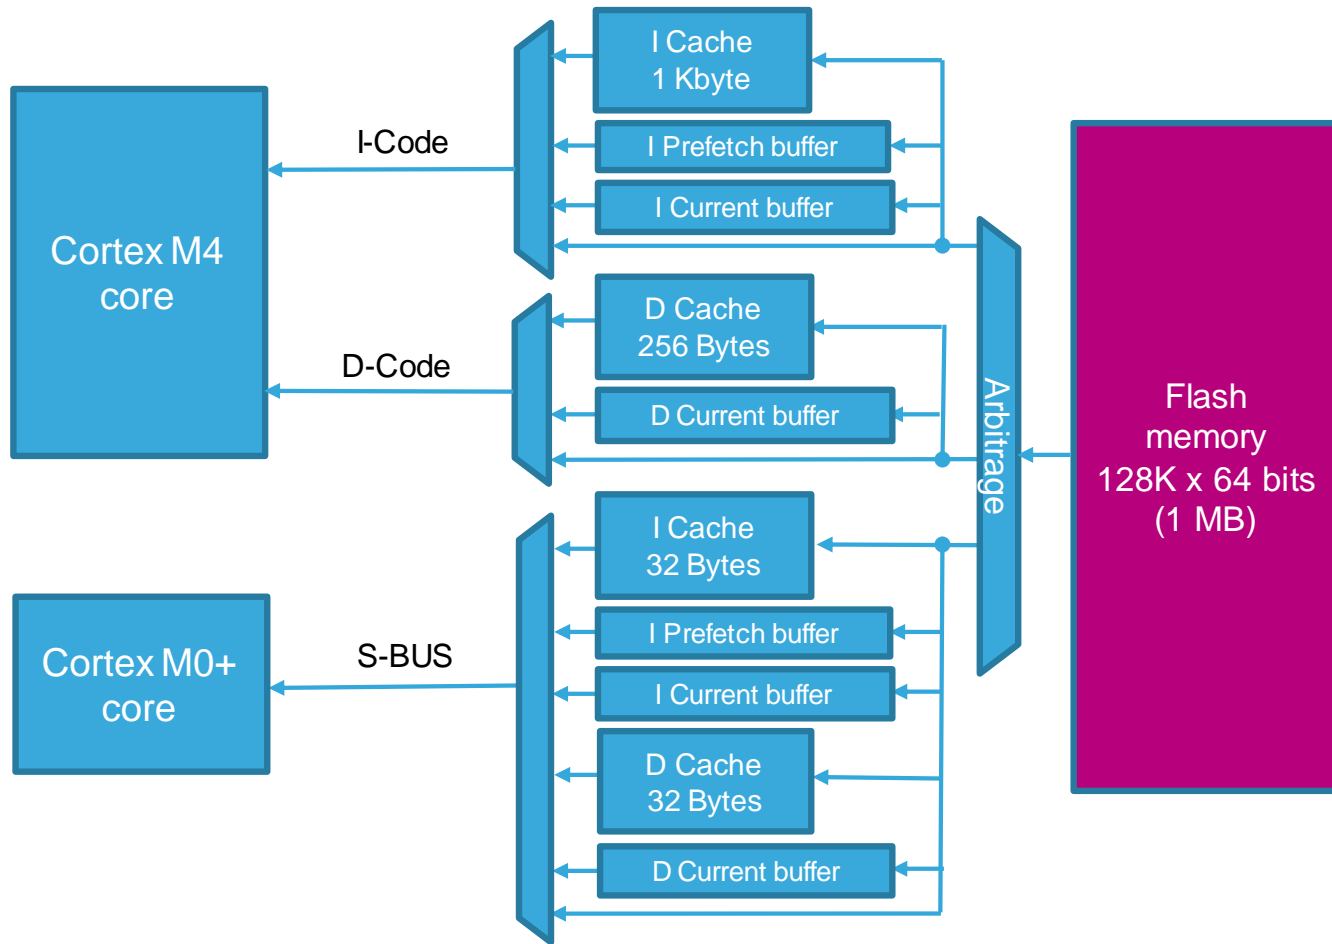 I Cache
1 Kbyte
I-Code
I Prefetch buffer
I Current buffer
Cortex M4
core
D Cache
256 Bytes
D-Code
D Current buffer
Arbitrage
Flash
memory
128K x 64 bits
(1 MB)
I Cache
32 Bytes
I Prefetch buffer
S-BUS
Cortex M0+
core
I Current buffer
D Cache
32 Bytes
D Current buffer